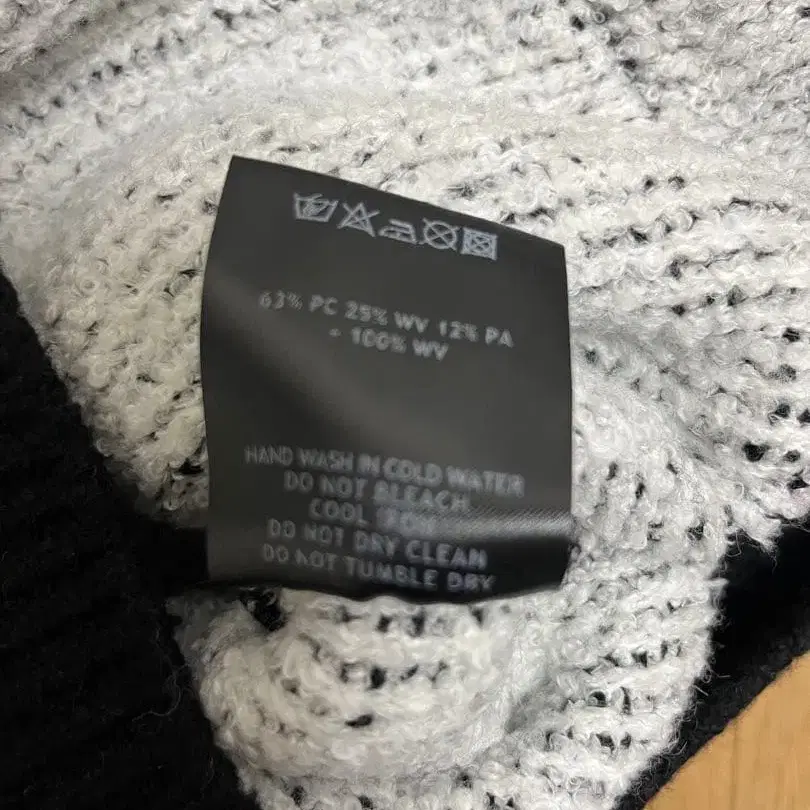 63% PC 25% WV 12% PA
- 100% WV
HAND WASH IN COLD WATER
DO NOT BLEACH
COOL IRON
DO NOT DRY CLEAN
DO NOT TUMBLE DRY